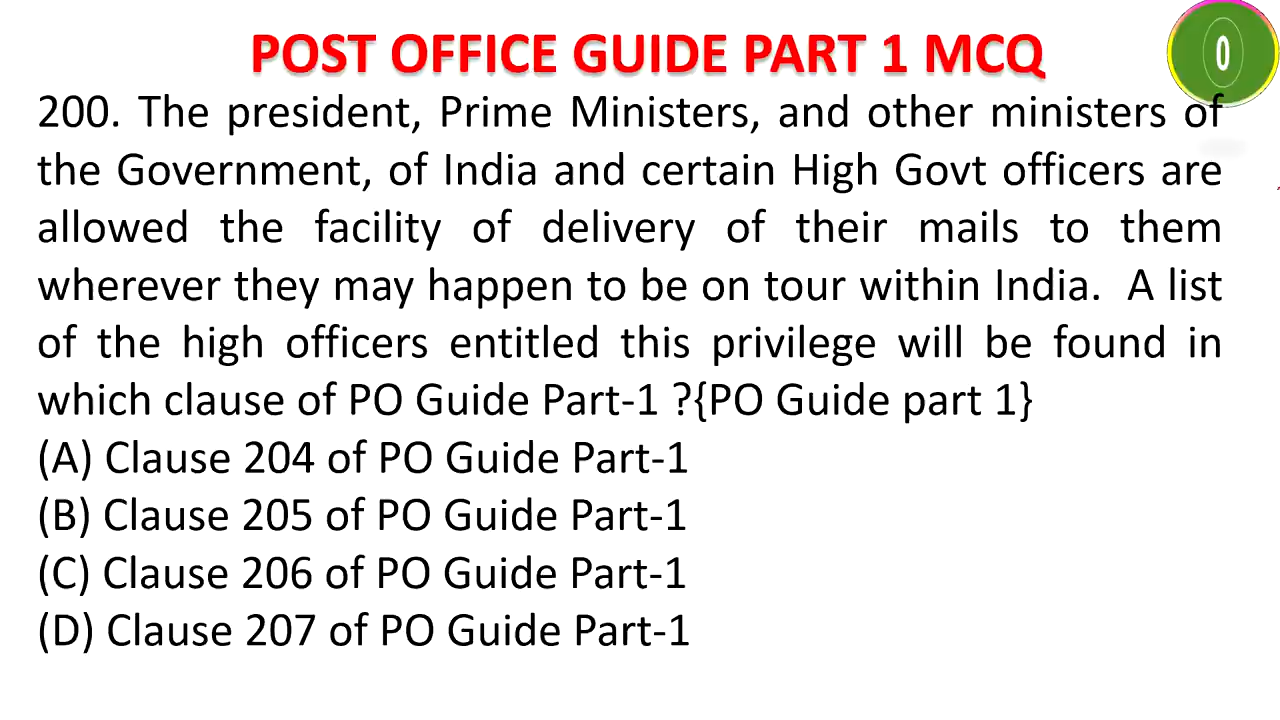 POST OFFICE GUIDE PART 1 MCQ
0
200. The president, Prime Ministers, and other ministers of
the Government, of India and certain High Govt officers are
allowed the facility of delivery of their mails to them
wherever they may happen to be on tour within India. A list
of the high officers entitled this privilege will be found in
which clause of PO Guide Part-1 ?{PO Guide part 1}
(A) Clause 204 of PO Guide Part-1
(B) Clause 205 of PO Guide Part-1
(C) Clause 206 of PO Guide Part-1
(D) Clause 207 of PO Guide Part-1